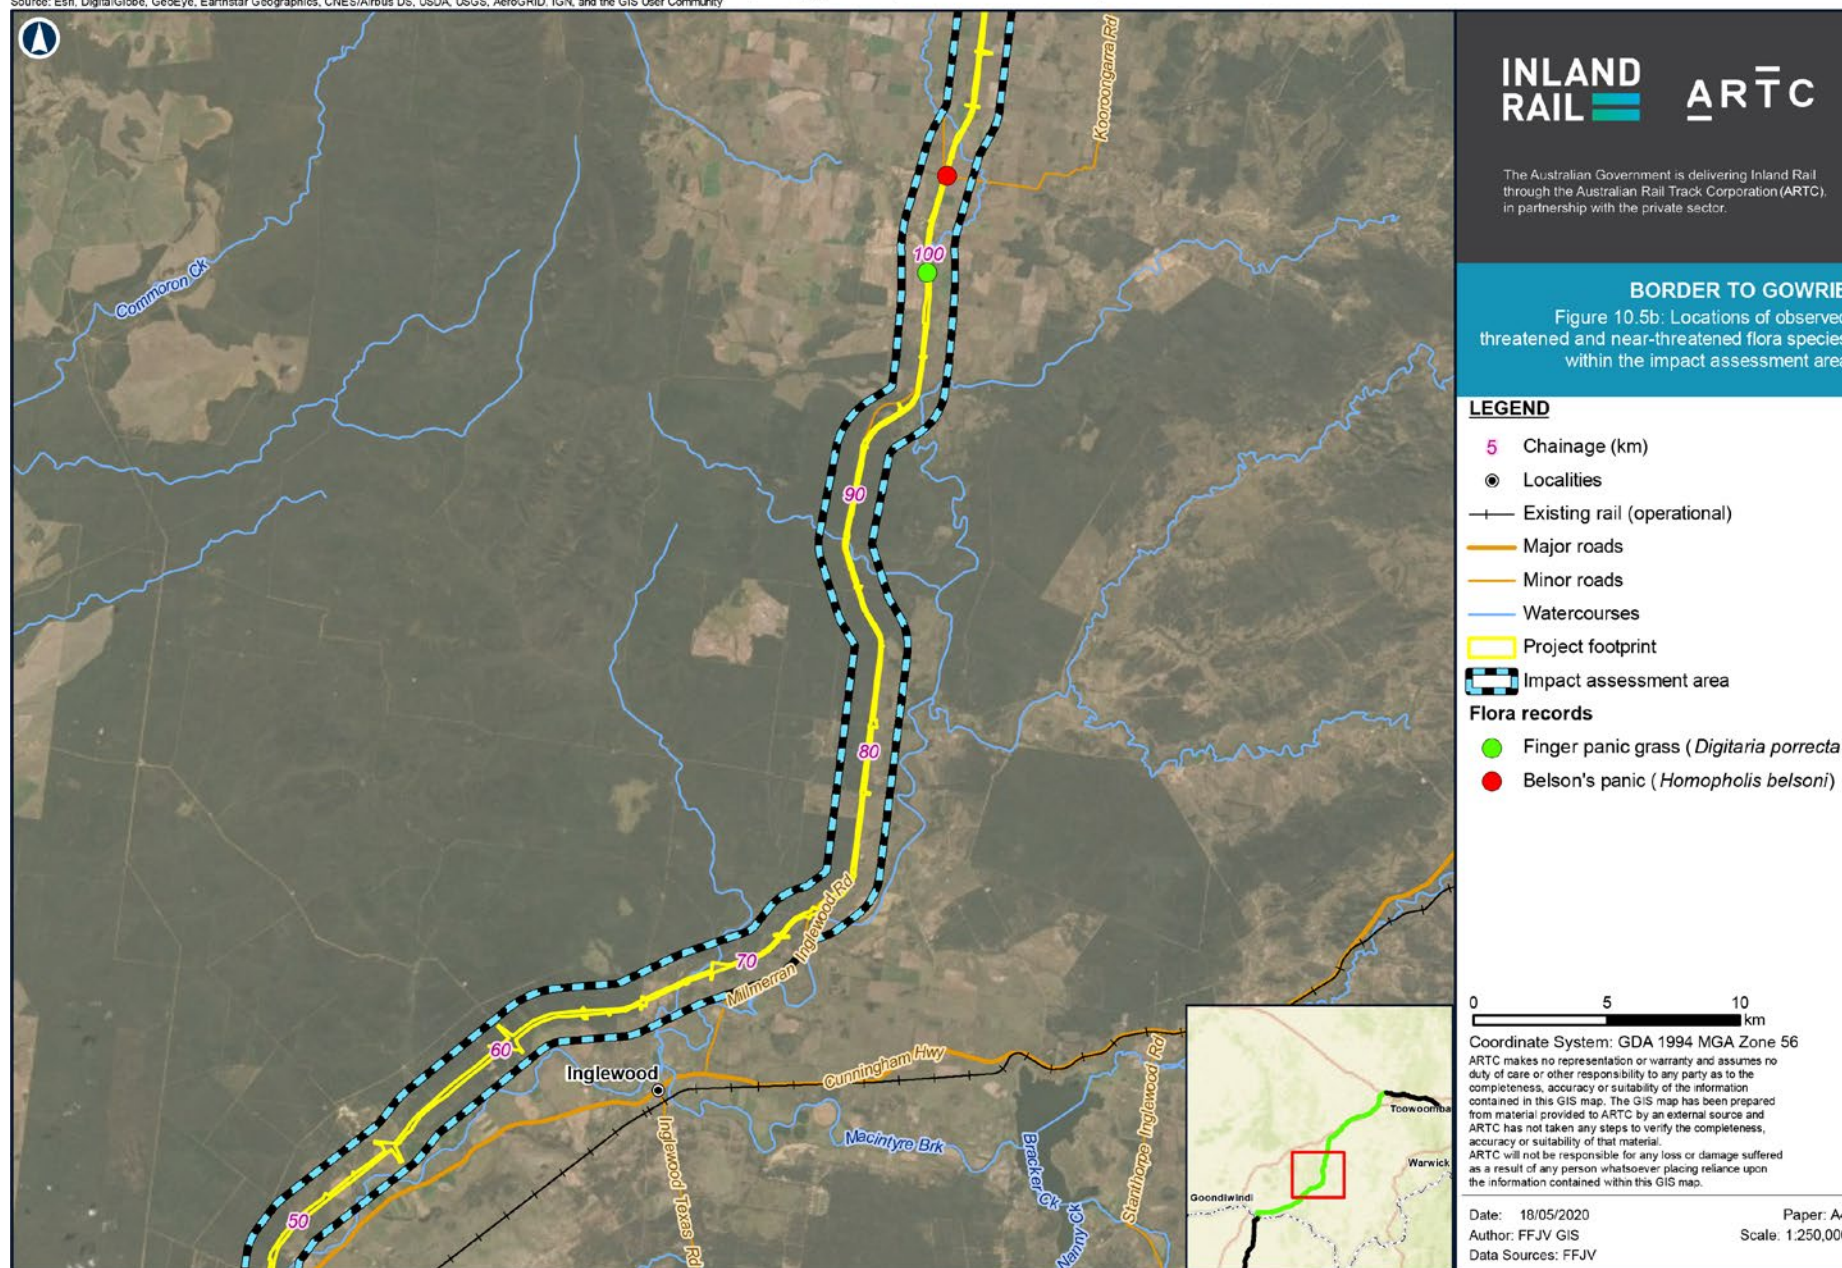 Source: Esri, DigitalGlobe, GeoEye, Earthstar Geographics, CNES/Airbus DS, USDA, USGS, AeroGRID, IGN, and the GIS User Community
Kooroongarra Rd
Commoron Ck
100
90
80
70
60
50
Millmerran Inglewood Rd
Inglewood
Cunningham Hwy
Macintyre Brk
Inglewood Texas Rd
Bracker Ck
Nanny Ck
Stanthorpe Inglewood Rd
Toowoomba
Warwick
Goondiwindi
INLAND
RAIL
ARTC
The Australian Government is delivering Inland Rail
through the Australian Rail Track Corporation (ARTC),
in partnership with the private sector.
BORDER TO GOWRIE
Figure 10.5b: Locations of observed
threatened and near-threatened flora species
within the impact assessment area
LEGEND
5 Chainage (km)
Localities
Existing rail (operational)
Major roads
Minor roads
Watercourses
Project footprint
Impact assessment area
Flora records
Finger panic grass (Digitaria porrecta
Belson's panic (Homopholis belsoni)
0 5 10
km
Coordinate System: GDA 1994 MGA Zone 56
ARTC makes no representation or warranty and assumes no
duty of care or other responsibility to any party as to the
completeness, accuracy or suitability of the information
contained in this GIS map. The GIS map has been prepared
from material provided to ARTC by an external source and
ARTC has not taken any steps to verify the completeness,
accuracy or suitability of that material.
ARTC will not be responsible for any loss or damage suffered
as a result of any person whatsoever placing reliance upon
the information contained within this GIS map.
Date: 18/05/2020 Paper: A4
Author: FFJV GIS Scale: 1:250,000
Data Sources: FFJV